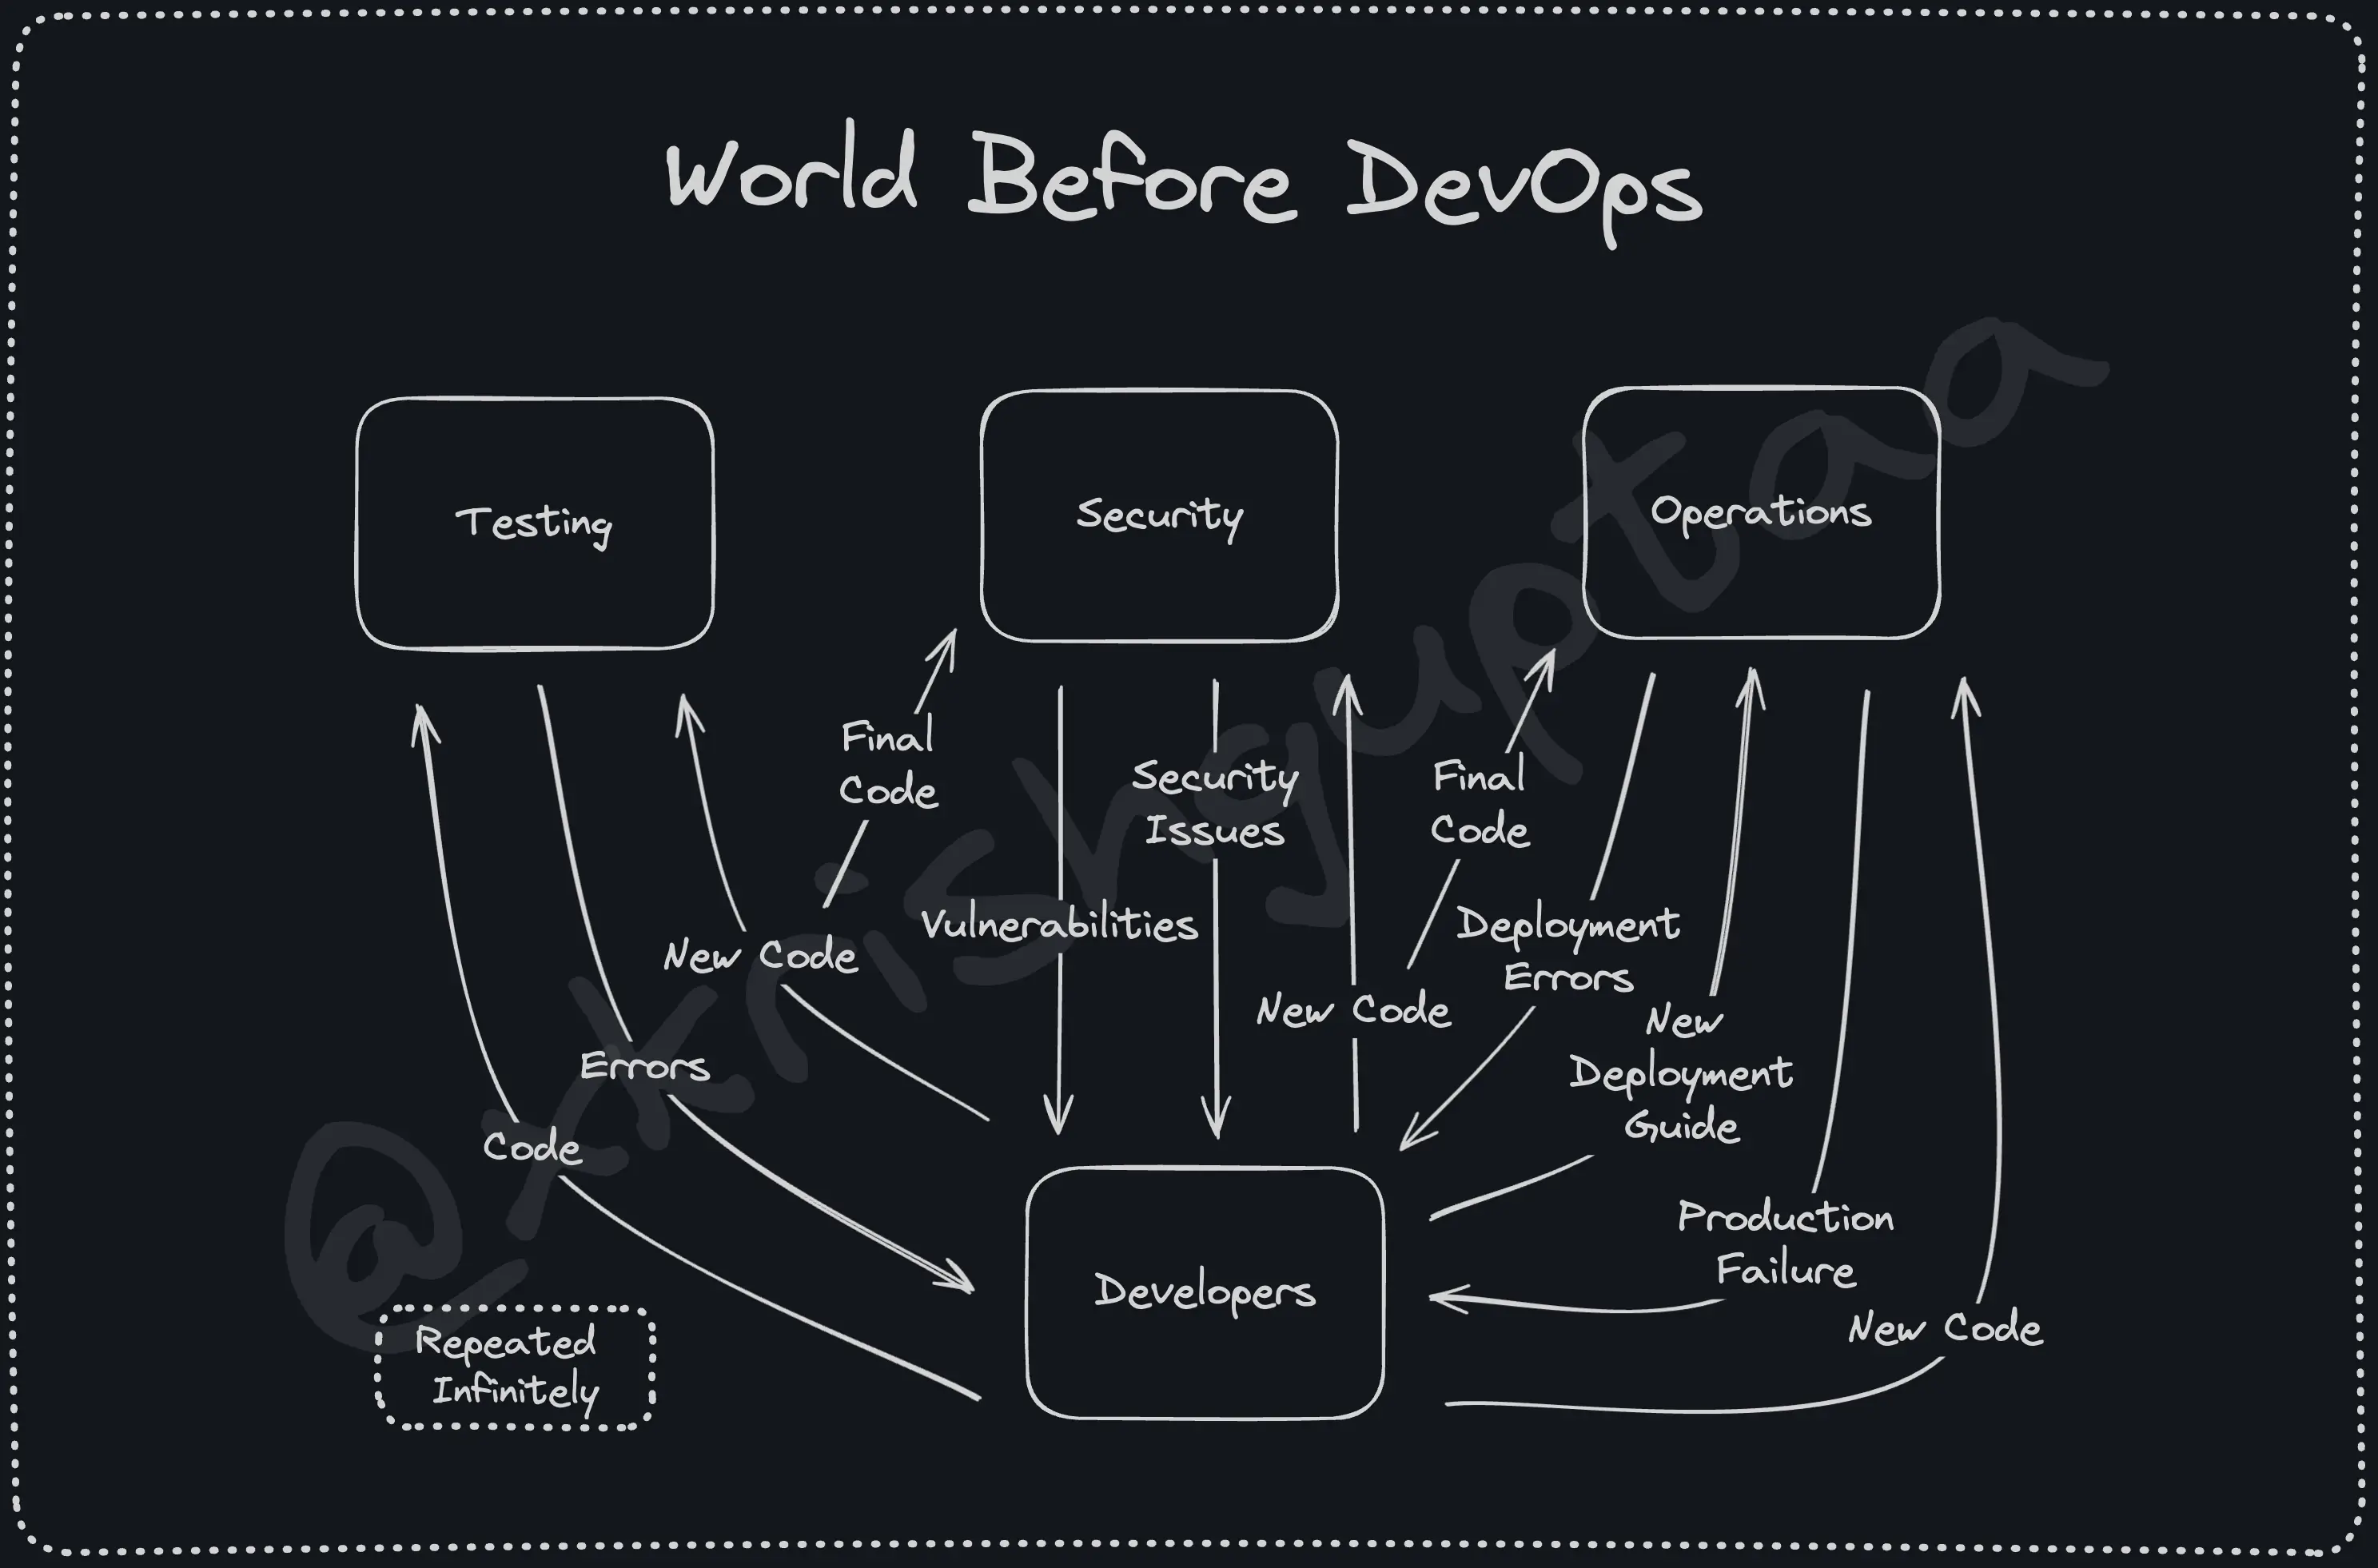 World Before DevOps
Testing
Security
Operations
Final
Code
Security
Issues
Final
Code
Vulnerabilities
Deployment
Errors
New Code
New Code
New
Deployment
Guide
Errors
Code
Production
Failure
Developers
New Code
Repeated
Infinitely
@_xkrishguptaa